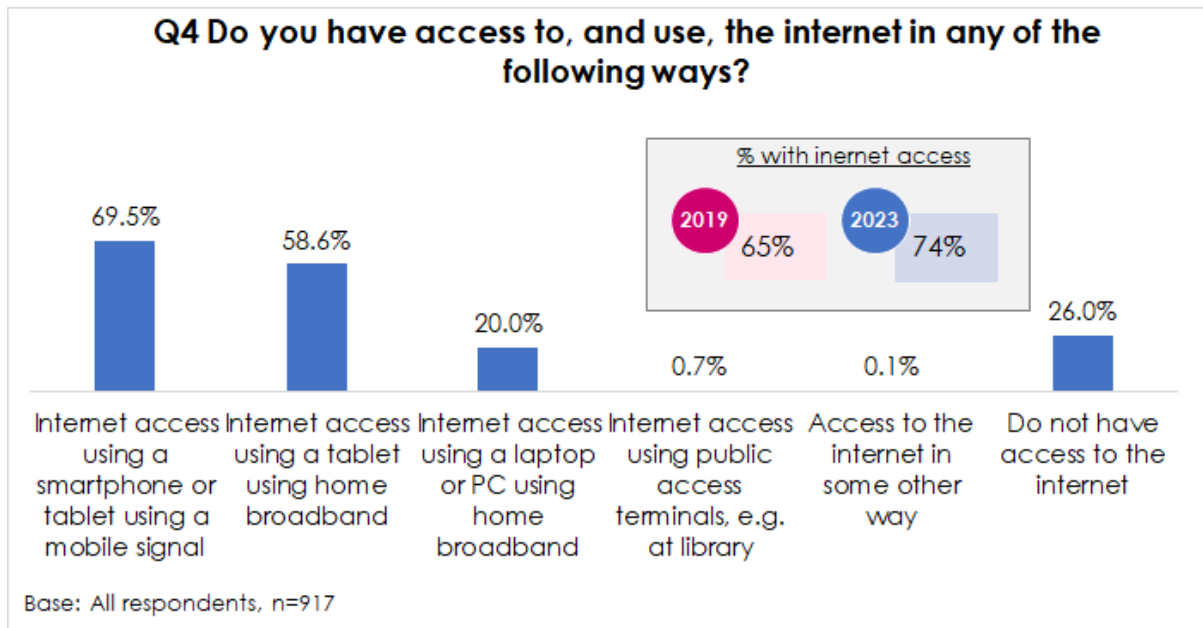 Q4 Do you have access to, and use, the internet in any of the
following ways?
% with inernet access
2019
65%
2023
74%
69.5%
58.6%
20.0%
0.7%
0.1%
26.0%
Internet access
using a
smartphone or
tablet using a
mobile signal
Internet access
using a tablet
using home
broadband
Internet access
using a laptop
or PC using
home
broadband
Internet access
using public
access
terminals, e.g.
at library
Access to the
internet in
some other
way
Do not have
access to the
internet
Base: All respondents, n=917